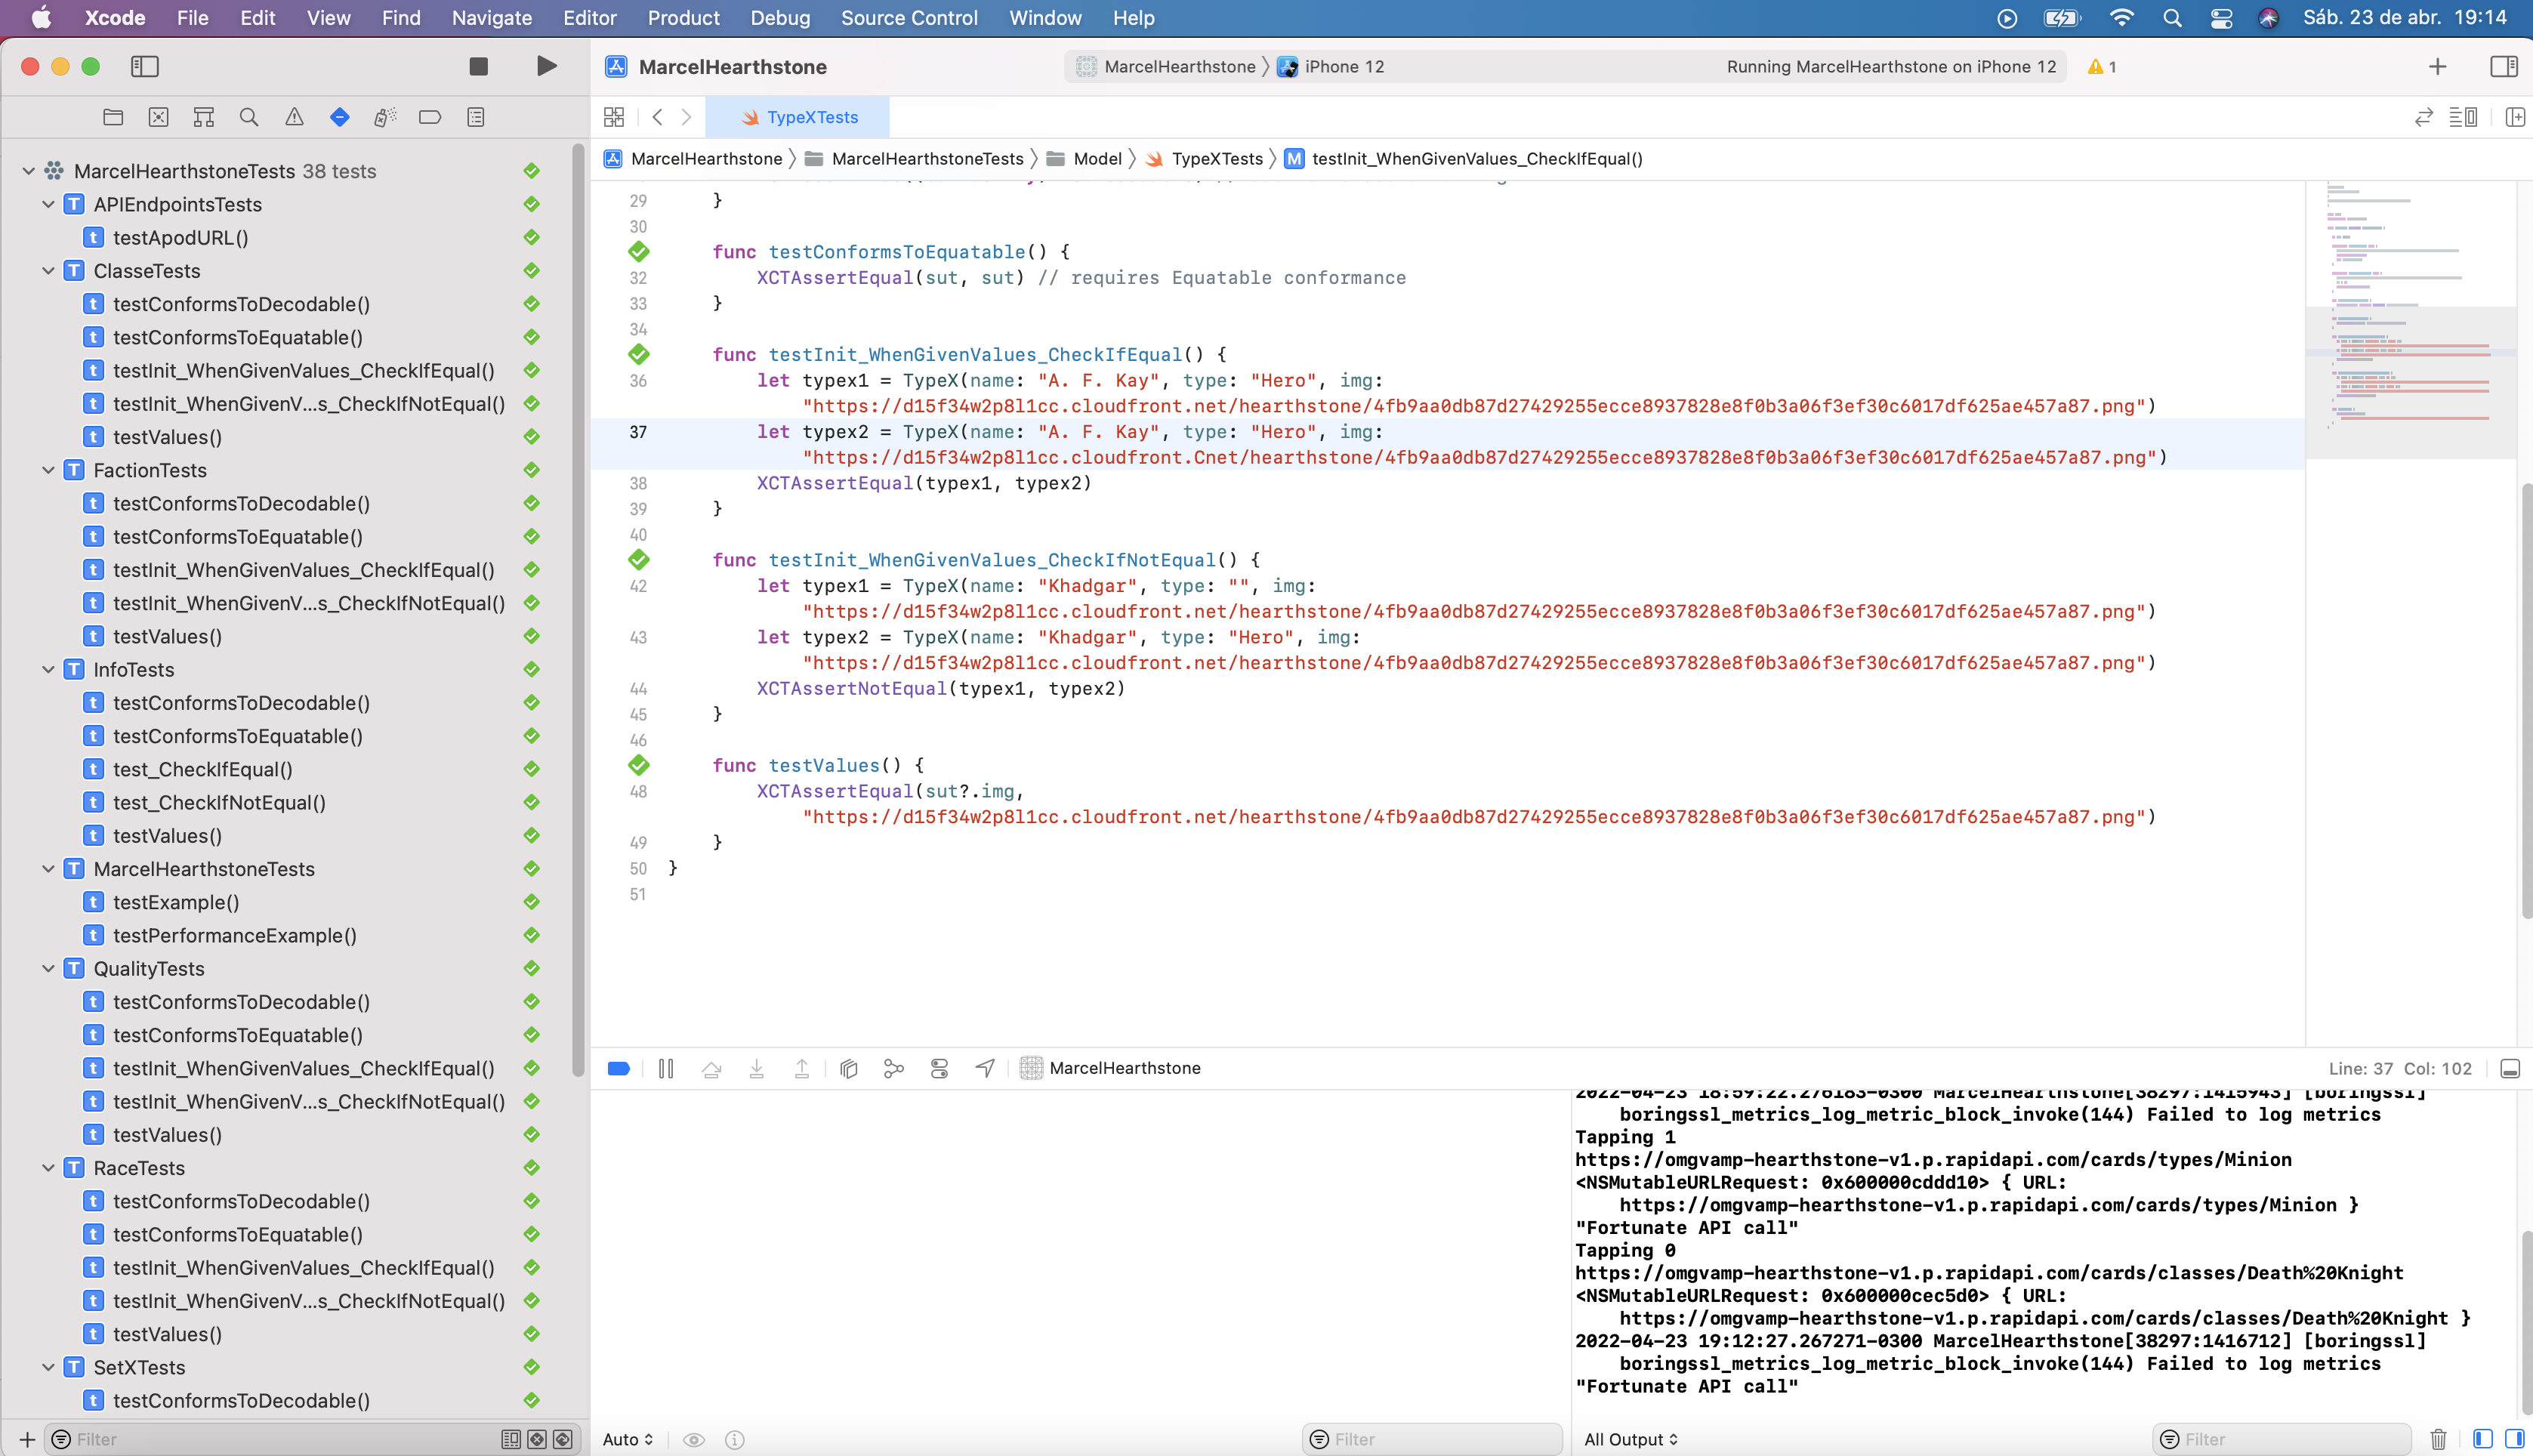 Xcode File Edit View Find Navigate Editor Product Debug Source Control Window Help Sáb. 23 de abr. 19:14
MarcelHearthstone
MarcelHearthstone
iPhone 12
Running MarcelHearthstone on iPhone 12
1
TypeXTests
MarcelHearthstone
MarcelHearthstoneTests
Model
TypeXTests
M testInit_WhenGivenValues_CheckIfEqual()
MarcelHearthstoneTests 38 tests
T APIEndpointsTests
t testApodURL()
T ClasseTests
t testConformsToDecodable()
t testConformsToEquatable()
t testInit_WhenGivenValues_CheckIfEqual()
t testInit_WhenGivenV...s_CheckIfNotEqual()
t testValues()
T FactionTests
t testConformsToDecodable()
t testConformsToEquatable()
t testInit_WhenGivenValues_CheckIfEqual()
t testInit_WhenGivenV...s_CheckIfNotEqual()
t testValues()
T InfoTests
t testConformsToDecodable()
t testConformsToEquatable()
t test_CheckIfEqual()
t test_CheckIfNotEqual()
t testValues()
T MarcelHearthstoneTests
t testExample()
t testPerformanceExample()
T QualityTests
t testConformsToDecodable()
t testConformsToEquatable()
t testInit_WhenGivenValues_CheckIfEqual()
t testInit_WhenGivenV...s_CheckIfNotEqual()
t testValues()
T RaceTests
t testConformsToDecodable()
t testConformsToEquatable()
t testInit_WhenGivenValues_CheckIfEqual()
t testInit_WhenGivenV...s_CheckIfNotEqual()
t testValues()
T SetXTests
t testConformsToDecodable()
Filter
29 }
30
func testConformsToEquatable() {
32 XCTAssertEqual(sut, sut) // requires Equatable conformance
33 }
34
func testInit_WhenGivenValues_CheckIfEqual() {
36 let typex1 = TypeX(name: "A. F. Kay", type: "Hero", img:
"https://d15f34w2p8l1cc.cloudfront.net/hearthstone/4fb9aa0db87d27429255ecce8937828e8f0b3a06f3ef30c6017df625ae457a87.png")
37 let typex2 = TypeX(name: "A. F. Kay", type: "Hero", img:
"https://d15f34w2p8l1cc.cloudfront.Cnet/hearthstone/4fb9aa0db87d27429255ecce8937828e8f0b3a06f3ef30c6017df625ae457a87.png")
38 XCTAssertEqual(typex1, typex2)
39 }
40
func testInit_WhenGivenValues_CheckIfNotEqual() {
42 let typex1 = TypeX(name: "Khadgar", type: "", img:
"https://d15f34w2p8l1cc.cloudfront.net/hearthstone/4fb9aa0db87d27429255ecce8937828e8f0b3a06f3ef30c6017df625ae457a87.png")
43 let typex2 = TypeX(name: "Khadgar", type: "Hero", img:
"https://d15f34w2p8l1cc.cloudfront.net/hearthstone/4fb9aa0db87d27429255ecce8937828e8f0b3a06f3ef30c6017df625ae457a87.png")
44 XCTAssertNotEqual(typex1, typex2)
45 }
46
func testValues() {
48 XCTAssertEqual(sut?.img,
"https://d15f34w2p8l1cc.cloudfront.net/hearthstone/4fb9aa0db87d27429255ecce8937828e8f0b3a06f3ef30c6017df625ae457a87.png")
49 }
50 }
51
MarcelHearthstone
Line: 37 Col: 102
2022-04-23 18:59:22.276183-0300 MarcelHearthstone[38297:1415943] [boringssl]
boringssl_metrics_log_metric_block_invoke(144) Failed to log metrics
Tapping 1
https://omgvamp-hearthstone-v1.p.rapidapi.com/cards/types/Minion
<NSMutableURLRequest: 0x600000cddd10> { URL:
https://omgvamp-hearthstone-v1.p.rapidapi.com/cards/types/Minion }
"Fortunate API call"
Tapping 0
https://omgvamp-hearthstone-v1.p.rapidapi.com/cards/classes/Death%20Knight
<NSMutableURLRequest: 0x600000cec5d0> { URL:
https://omgvamp-hearthstone-v1.p.rapidapi.com/cards/classes/Death%20Knight }
2022-04-23 19:12:27.267271-0300 MarcelHearthstone[38297:1416712] [boringssl]
boringssl_metrics_log_metric_block_invoke(144) Failed to log metrics
"Fortunate API call"
Auto
Filter
All Output
Filter